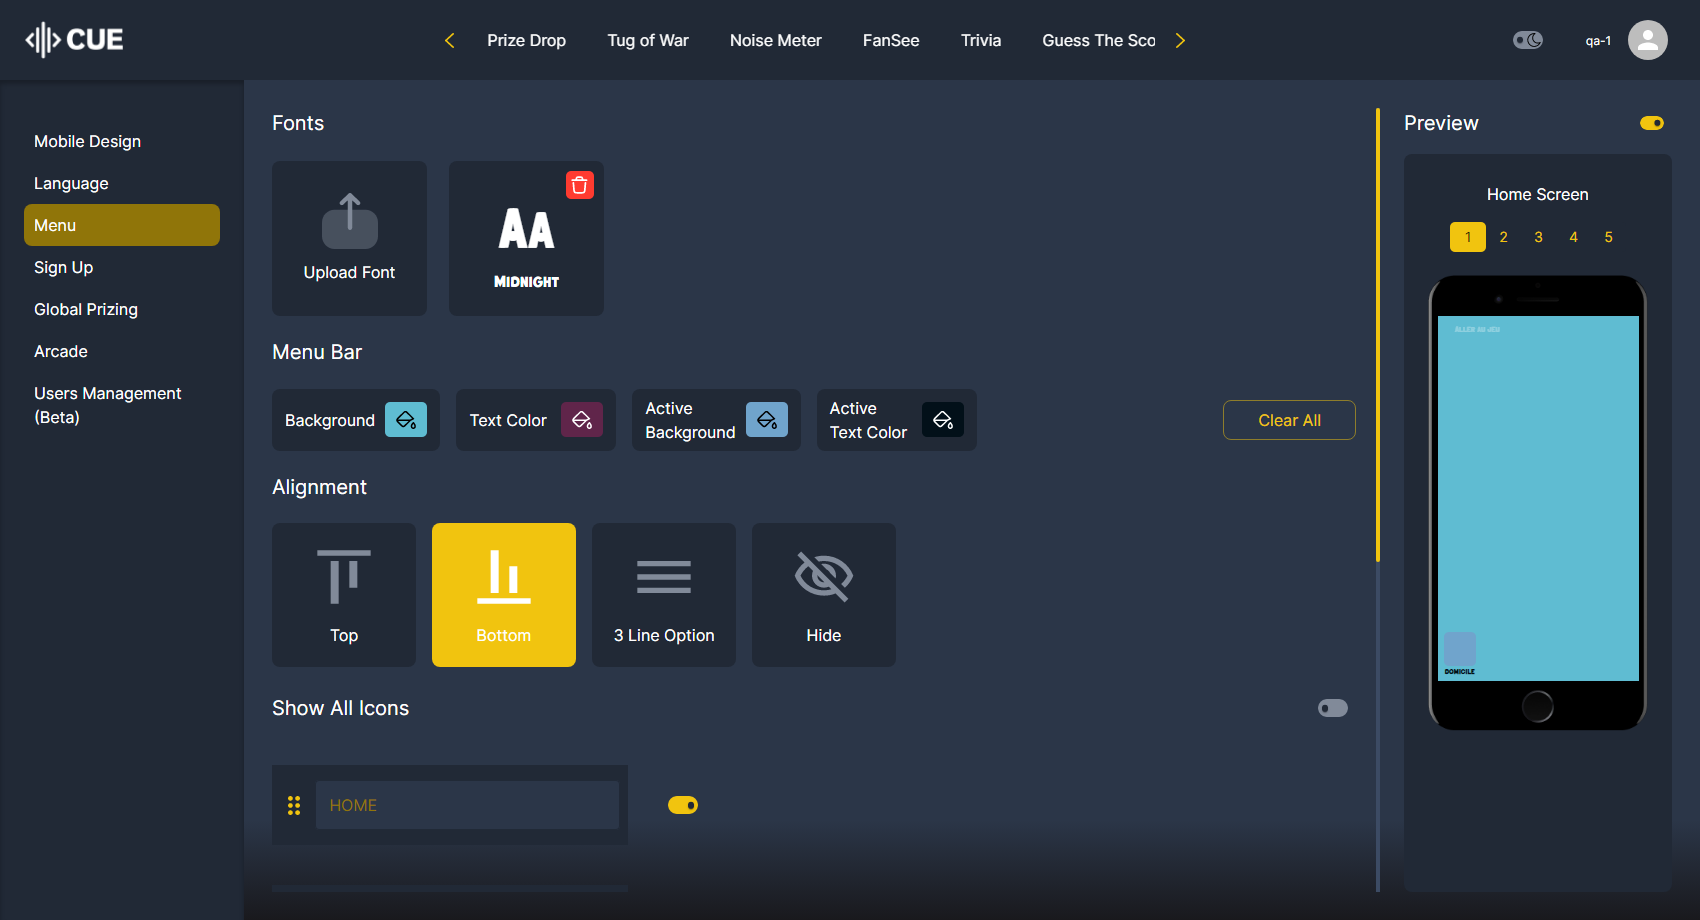 CUE
Prize Drop
Tug of War
Noise Meter
FanSee
Trivia
Guess The Sco
qa-1
Mobile Design
Language
Menu
Sign Up
Global Prizing
Arcade
Users Management
(Beta)
Fonts
Upload Font
AA
MIDNIGHT
Menu Bar
Background
Text Color
Active
Background
Active
Text Color
Clear All
Alignment
Top
Bottom
3 Line Option
Hide
Show All Icons
HOME
Preview
Home Screen
1 2 3 4 5
DOMICILE